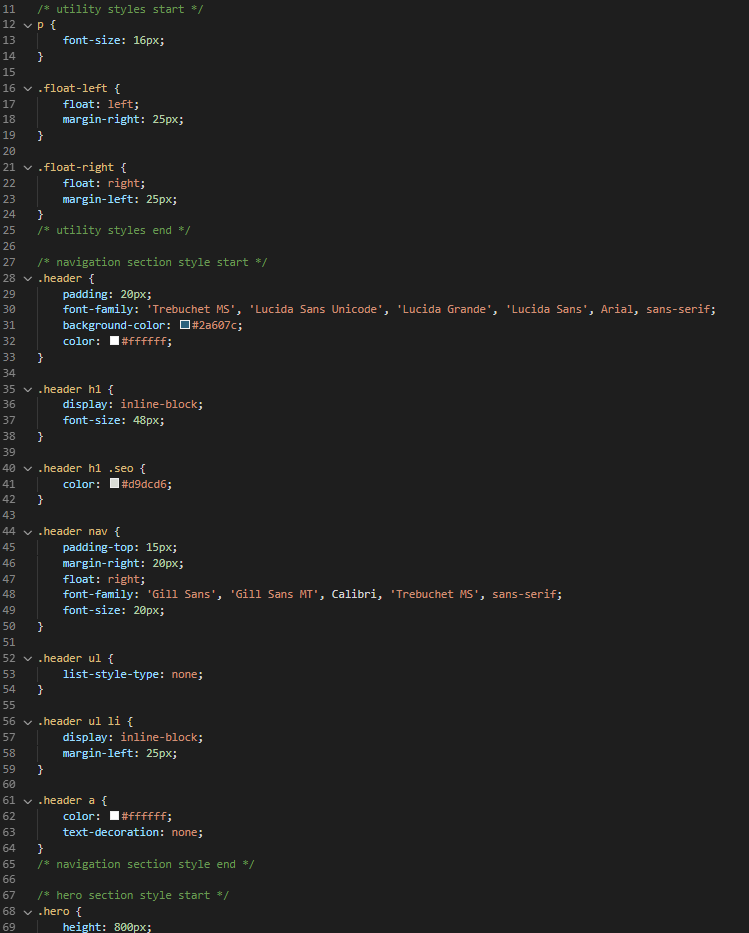 11 /* utility styles start */
12 p {
13     font-size: 16px;
14 }
15
16 .float-left {
17     float: left;
18     margin-right: 25px;
19 }
20
21 .float-right {
22     float: right;
23     margin-left: 25px;
24 }
25 /* utility styles end */
26
27 /* navigation section style start */
28 .header {
29     padding: 20px;
30     font-family: 'Trebuchet MS', 'Lucida Sans Unicode', 'Lucida Grande', 'Lucida Sans', Arial, sans-serif;
31     background-color: #2a607c;
32     color: #ffffff;
33 }
34
35 .header h1 {
36     display: inline-block;
37     font-size: 48px;
38 }
39
40 .header h1 .seo {
41     color: #d9dcd6;
42 }
43
44 .header nav {
45     padding-top: 15px;
46     margin-right: 20px;
47     float: right;
48     font-family: 'Gill Sans', 'Gill Sans MT', Calibri, 'Trebuchet MS', sans-serif;
49     font-size: 20px;
50 }
51
52 .header ul {
53     list-style-type: none;
54 }
55
56 .header ul li {
57     display: inline-block;
58     margin-left: 25px;
59 }
60
61 .header a {
62     color: #ffffff;
63     text-decoration: none;
64 }
65 /* navigation section style end */
66
67 /* hero section style start */
68 .hero {
69     height: 800px;